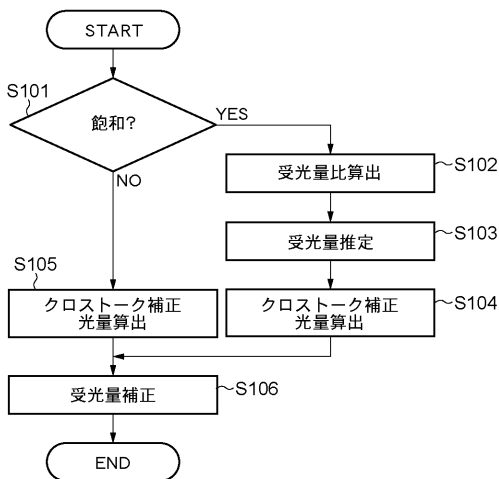 START
S101
飽和?
YES
NO
受光量比算出
S102
受光量推定
S103
クロストーク補正
光量算出
S104
S105
クロストーク補正
光量算出
受光量補正
S106
END